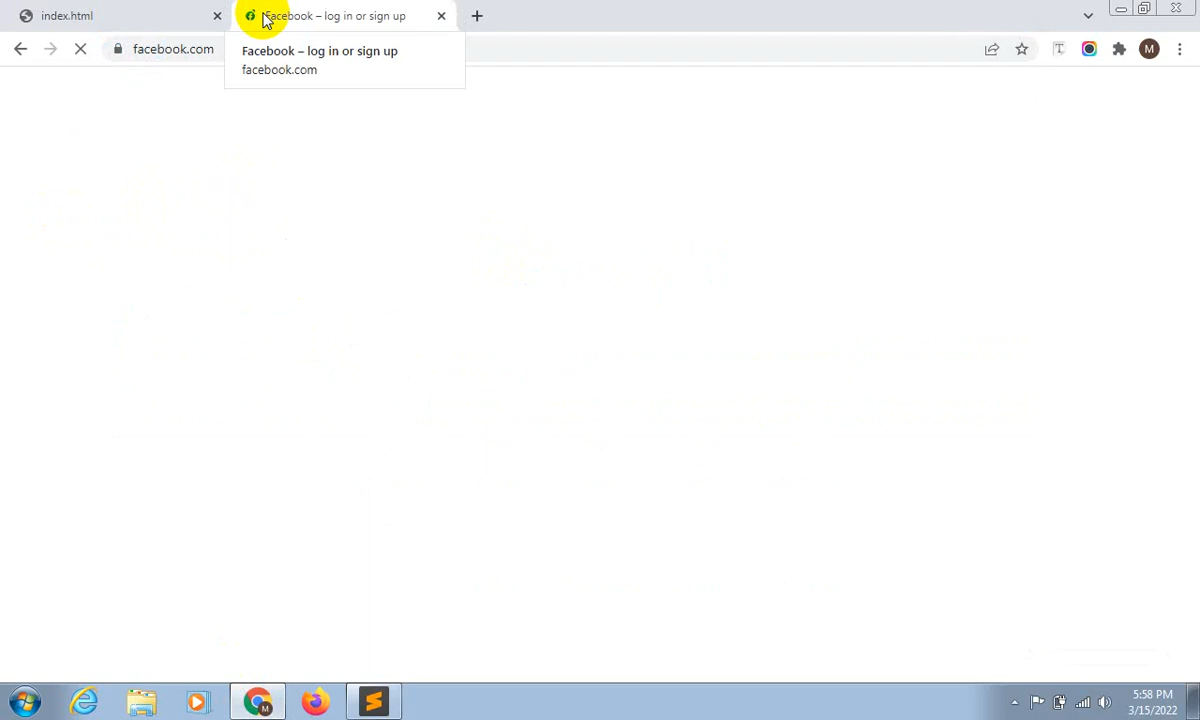 index.html
Facebook – log in or sign up
facebook.com
Facebook – log in or sign up
facebook.com
T
M
M
5:58 PM
3/15/2022